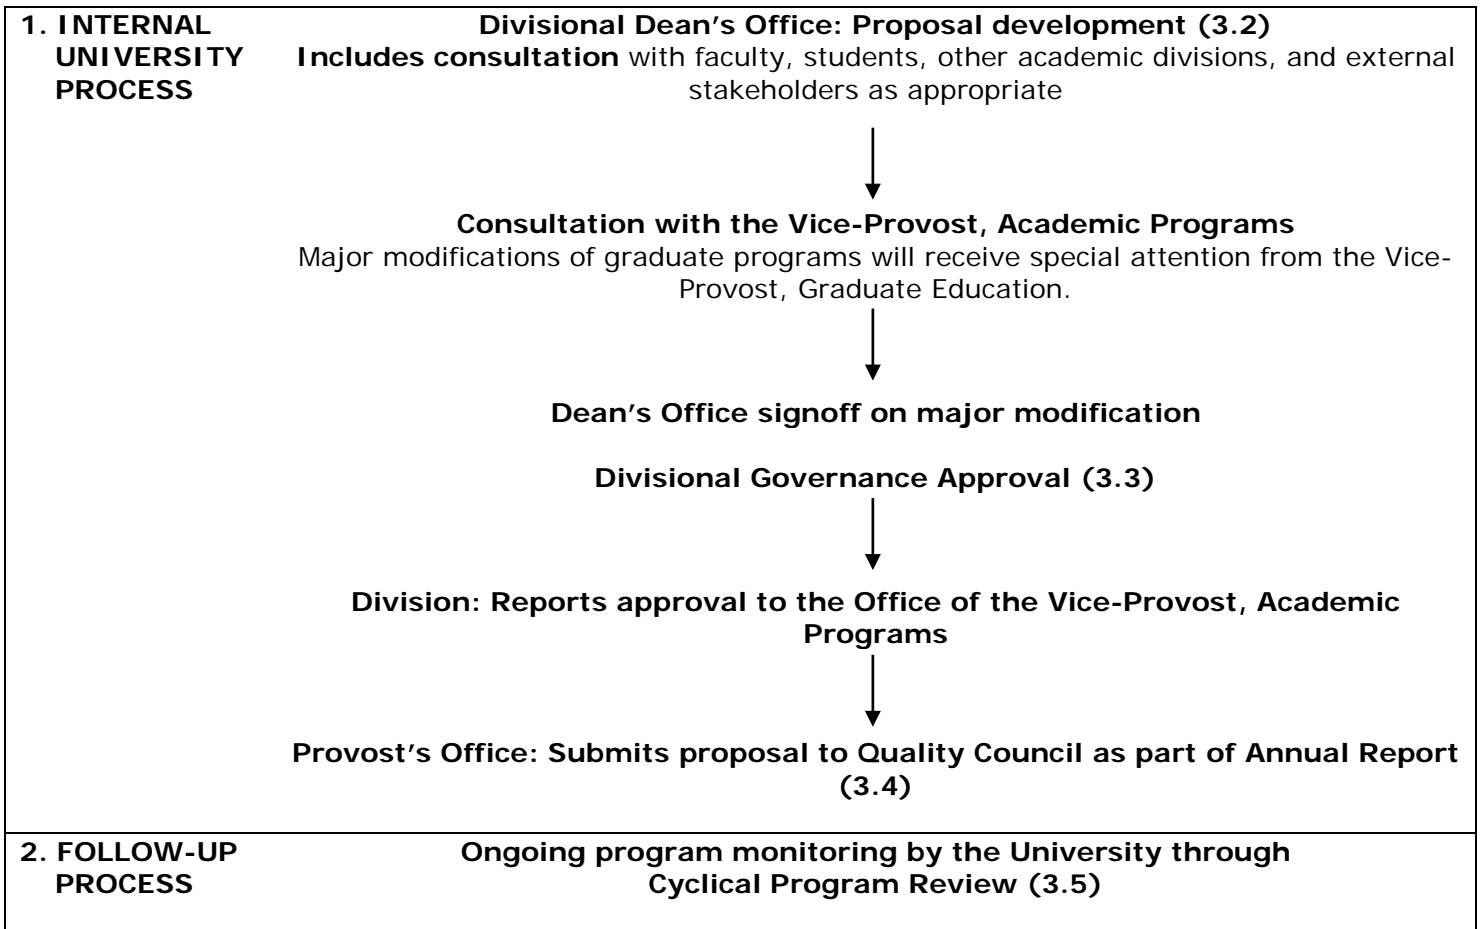 1. INTERNAL UNIVERSITY PROCESS
Divisional Dean’s Office: Proposal development (3.2)
Includes consultation with faculty, students, other academic divisions, and external
stakeholders as appropriate
Consultation with the Vice-Provost, Academic Programs
Major modifications of graduate programs will receive special attention from the Vice-
Provost, Graduate Education.
Dean’s Office signoff on major modification
Divisional Governance Approval (3.3)
Division: Reports approval to the Office of the Vice-Provost, Academic
Programs
Provost’s Office: Submits proposal to Quality Council as part of Annual Report
(3.4)
2. FOLLOW-UP PROCESS
Ongoing program monitoring by the University through
Cyclical Program Review (3.5)